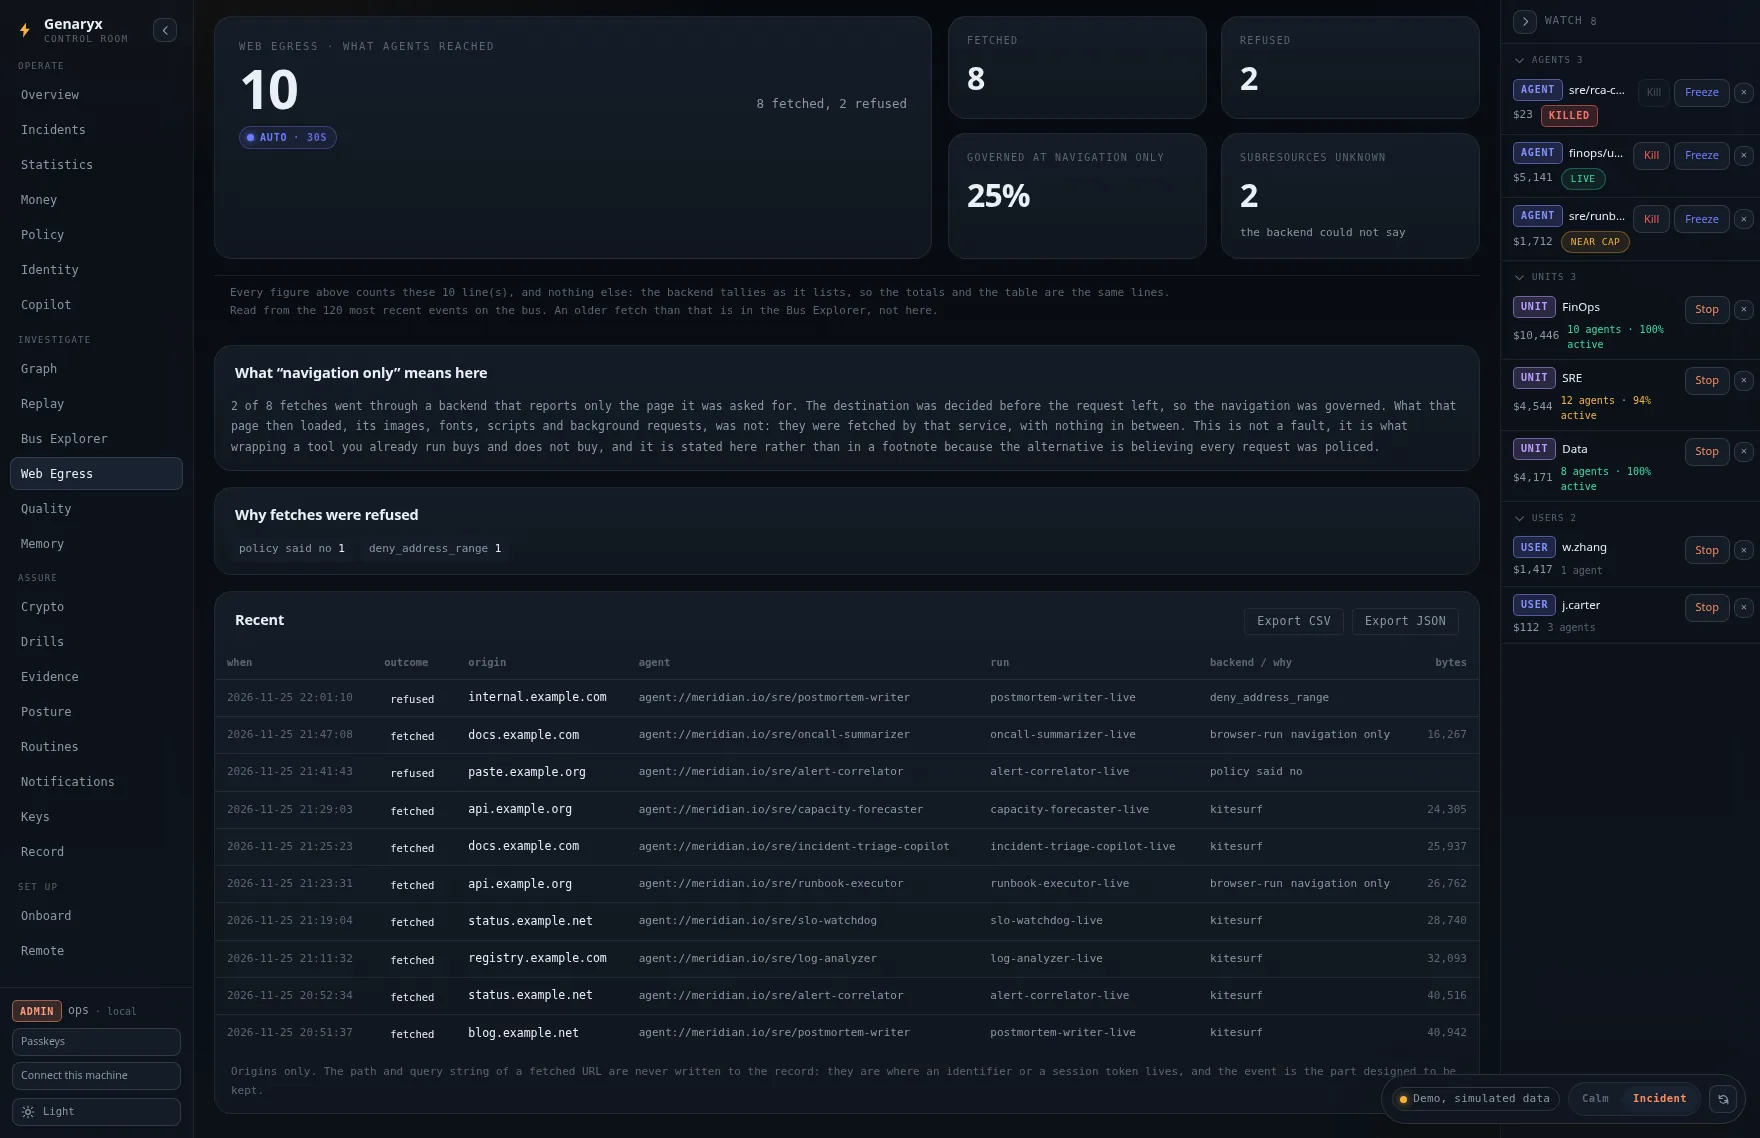 Genaryx
CONTROL ROOM
OPERATE
Overview
Incidents
Statistics
Money
Policy
Identity
Copilot
INVESTIGATE
Graph
Replay
Bus Explorer
Web Egress
Quality
Memory
ASSURE
Crypto
Drills
Evidence
Posture
Routines
Notifications
Keys
Record
SET UP
Onboard
Remote
ADMIN ops · local
Passkeys
Connect this machine
Light
WEB EGRESS · WHAT AGENTS REACHED
10
8 fetched, 2 refused
AUTO · 30S
FETCHED
8
REFUSED
2
GOVERNED AT NAVIGATION ONLY
25%
SUBRESOURCES UNKNOWN
2
the backend could not say
Every figure above counts these 10 line(s), and nothing else: the backend tallies as it lists, so the totals and the table are the same lines.
Read from the 120 most recent events on the bus. An older fetch than that is in the Bus Explorer, not here.
What “navigation only” means here
2 of 8 fetches went through a backend that reports only the page it was asked for. The destination was decided before the request left, so the navigation was governed. What that
page then loaded, its images, fonts, scripts and background requests, was not: they were fetched by that service, with nothing in between. This is not a fault, it is what
wrapping a tool you already run buys and does not buy, and it is stated here rather than in a footnote because the alternative is believing every request was policed.
Why fetches were refused
policy said no 1 deny_address_range 1
Recent
Export CSV Export JSON
when outcome origin agent run backend / why bytes
2026-11-25 22:01:10 refused internal.example.com agent://meridian.io/sre/postmortem-writer postmortem-writer-live deny_address_range
2026-11-25 21:47:08 fetched docs.example.com agent://meridian.io/sre/oncall-summarizer oncall-summarizer-live browser-run navigation only 16,267
2026-11-25 21:41:43 refused paste.example.org agent://meridian.io/sre/alert-correlator alert-correlator-live policy said no
2026-11-25 21:29:03 fetched api.example.org agent://meridian.io/sre/capacity-forecaster capacity-forecaster-live kitesurf 24,305
2026-11-25 21:25:23 fetched docs.example.com agent://meridian.io/sre/incident-triage-copilot incident-triage-copilot-live kitesurf 25,937
2026-11-25 21:23:31 fetched api.example.org agent://meridian.io/sre/runbook-executor runbook-executor-live browser-run navigation only 26,762
2026-11-25 21:19:04 fetched status.example.net agent://meridian.io/sre/slo-watchdog slo-watchdog-live kitesurf 28,740
2026-11-25 21:11:32 fetched registry.example.com agent://meridian.io/sre/log-analyzer log-analyzer-live kitesurf 32,093
2026-11-25 20:52:34 fetched status.example.net agent://meridian.io/sre/alert-correlator alert-correlator-live kitesurf 40,516
2026-11-25 20:51:37 fetched blog.example.net agent://meridian.io/sre/postmortem-writer postmortem-writer-live kitesurf 40,942
Origins only. The path and query string of a fetched URL are never written to the record: they are where an identifier or a session token lives, and the event is the part designed to be
kept.
WATCH 8
AGENTS 3
AGENT sre/rca-c... Kill Freeze ×
$23 KILLED
AGENT finops/u... Kill Freeze ×
$5,141 LIVE
AGENT sre/runb... Kill Freeze ×
$1,712 NEAR CAP
UNITS 3
UNIT FinOps Stop ×
$10,446 10 agents · 100%
active
UNIT SRE Stop ×
$4,544 12 agents · 94%
active
UNIT Data Stop ×
$4,171 8 agents · 100%
active
USERS 2
USER w.zhang Stop ×
$1,417 1 agent
USER j.carter Stop ×
$112 3 agents
Demo, simulated data Calm Incident